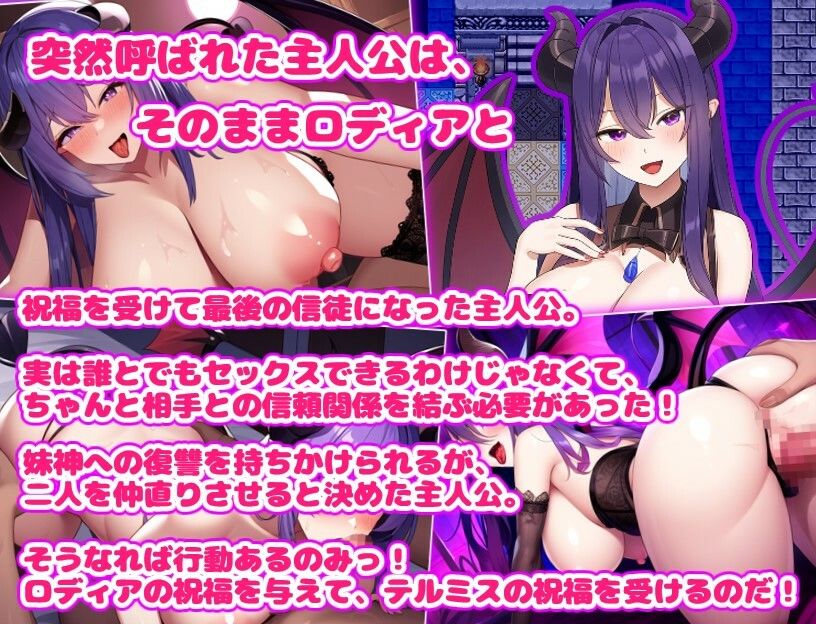 突然呼ばれた主人公は、
そのままロディアと
祝福を受けて最後の信徒になった主人公。
実は誰とでもセックスできるわけじゃなくて、
ちゃんと相手との信頼関係を結ぶ必要があった！
妹神への復讐を持ちかけられるが、
二人を仲直りさせると決めた主人公。
そうなれば行動あるのみっ！
ロディアの祝福を与えて、テルミスの祝福を受けるのだ！